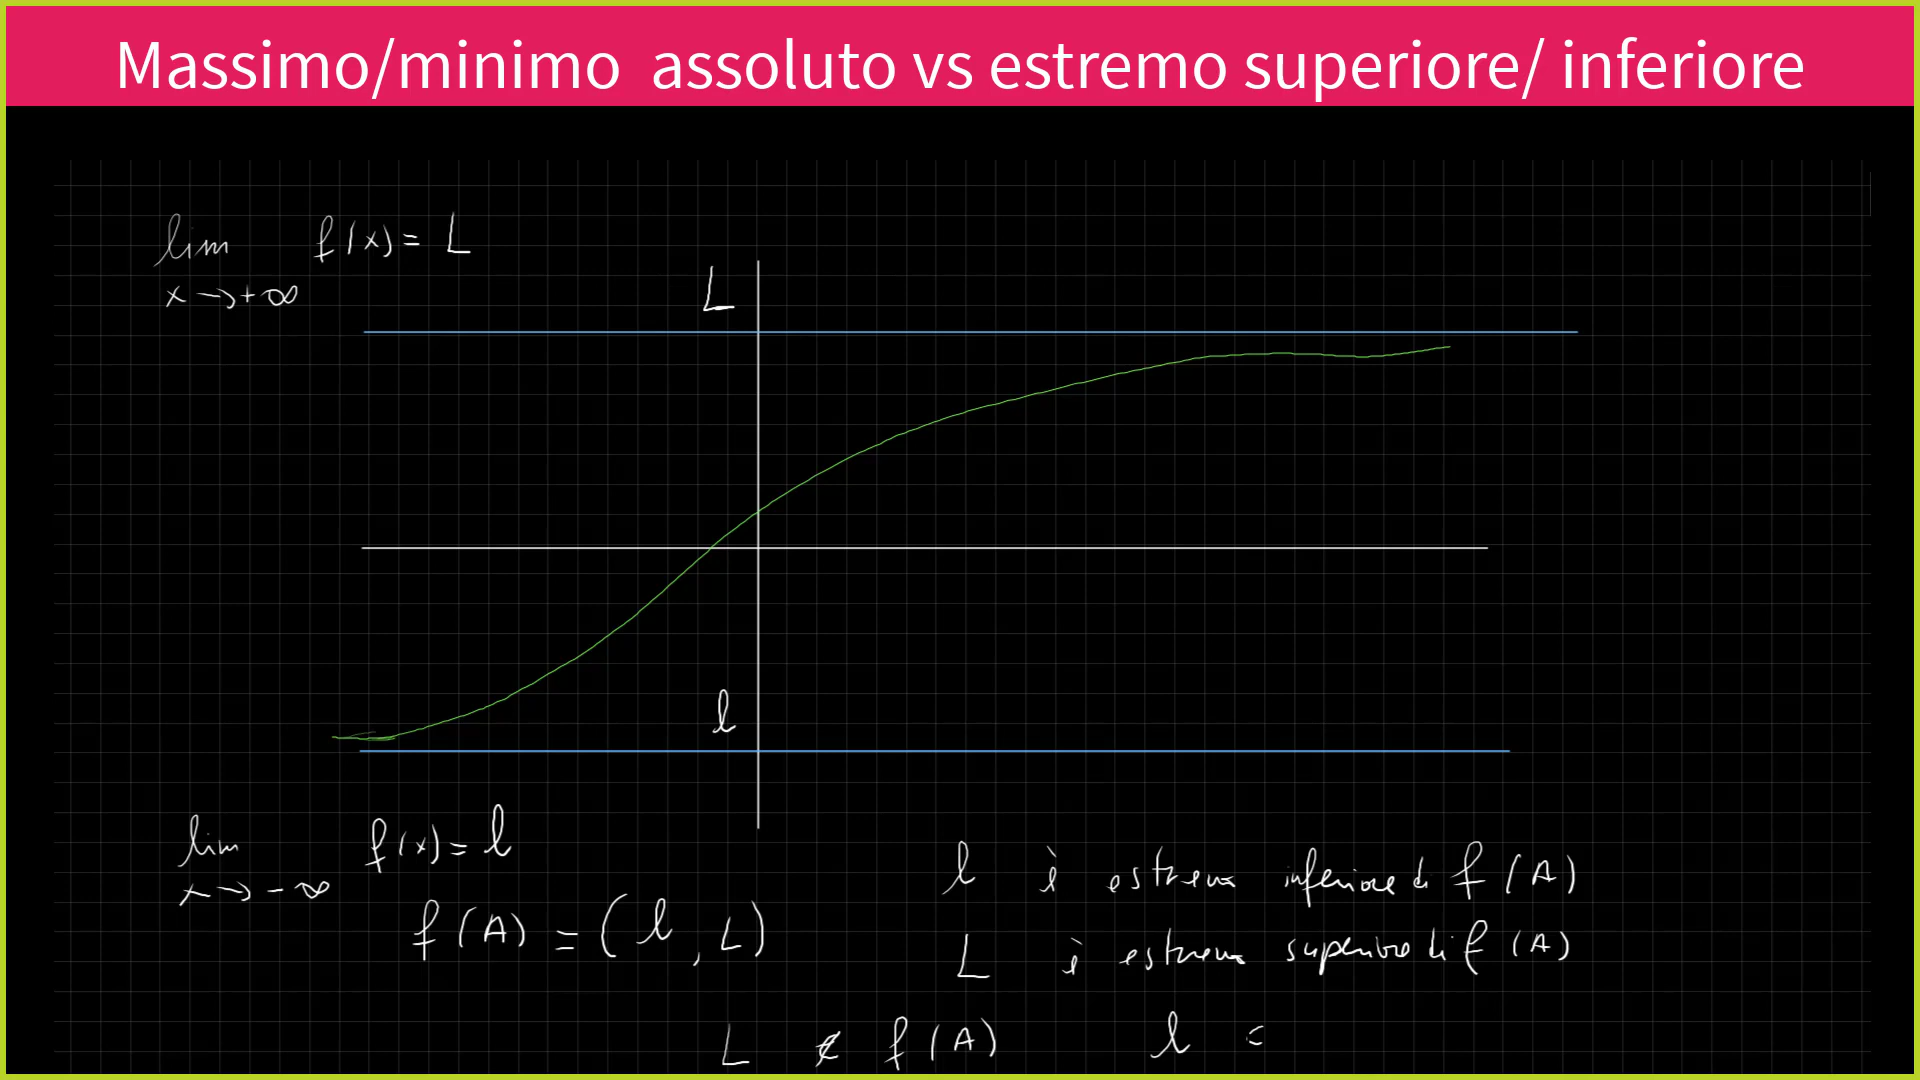 Massimo/minimo assoluto vs estremo superiore/ inferiore
lim f(x) = L
x → +∞
L
l
lim f(x) = l
x → -∞
f(A) = (l, L)
l è estremo inferiore di f(A)
L è estremo superiore di f(A)
L ∉ f(A) l